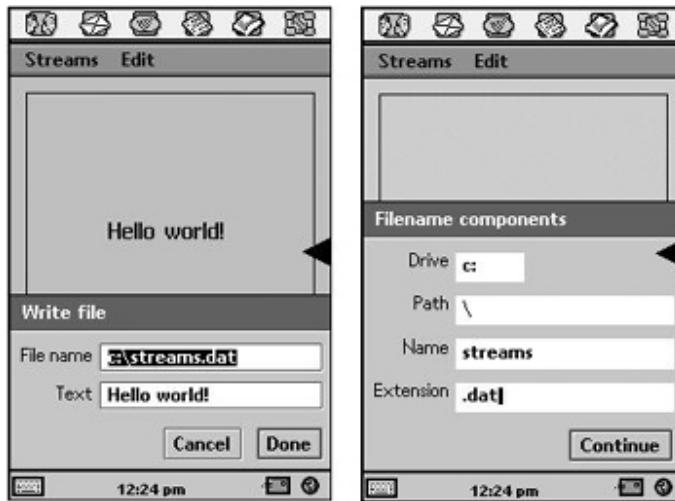 Streams Edit
Hello world!
Write file
File name c:\streams.dat
Text Hello world!
Cancel Done
12:24 pm
Streams Edit
Filename components
Drive c:
Path \
Name streams
Extension .dat
Continue
12:24 pm